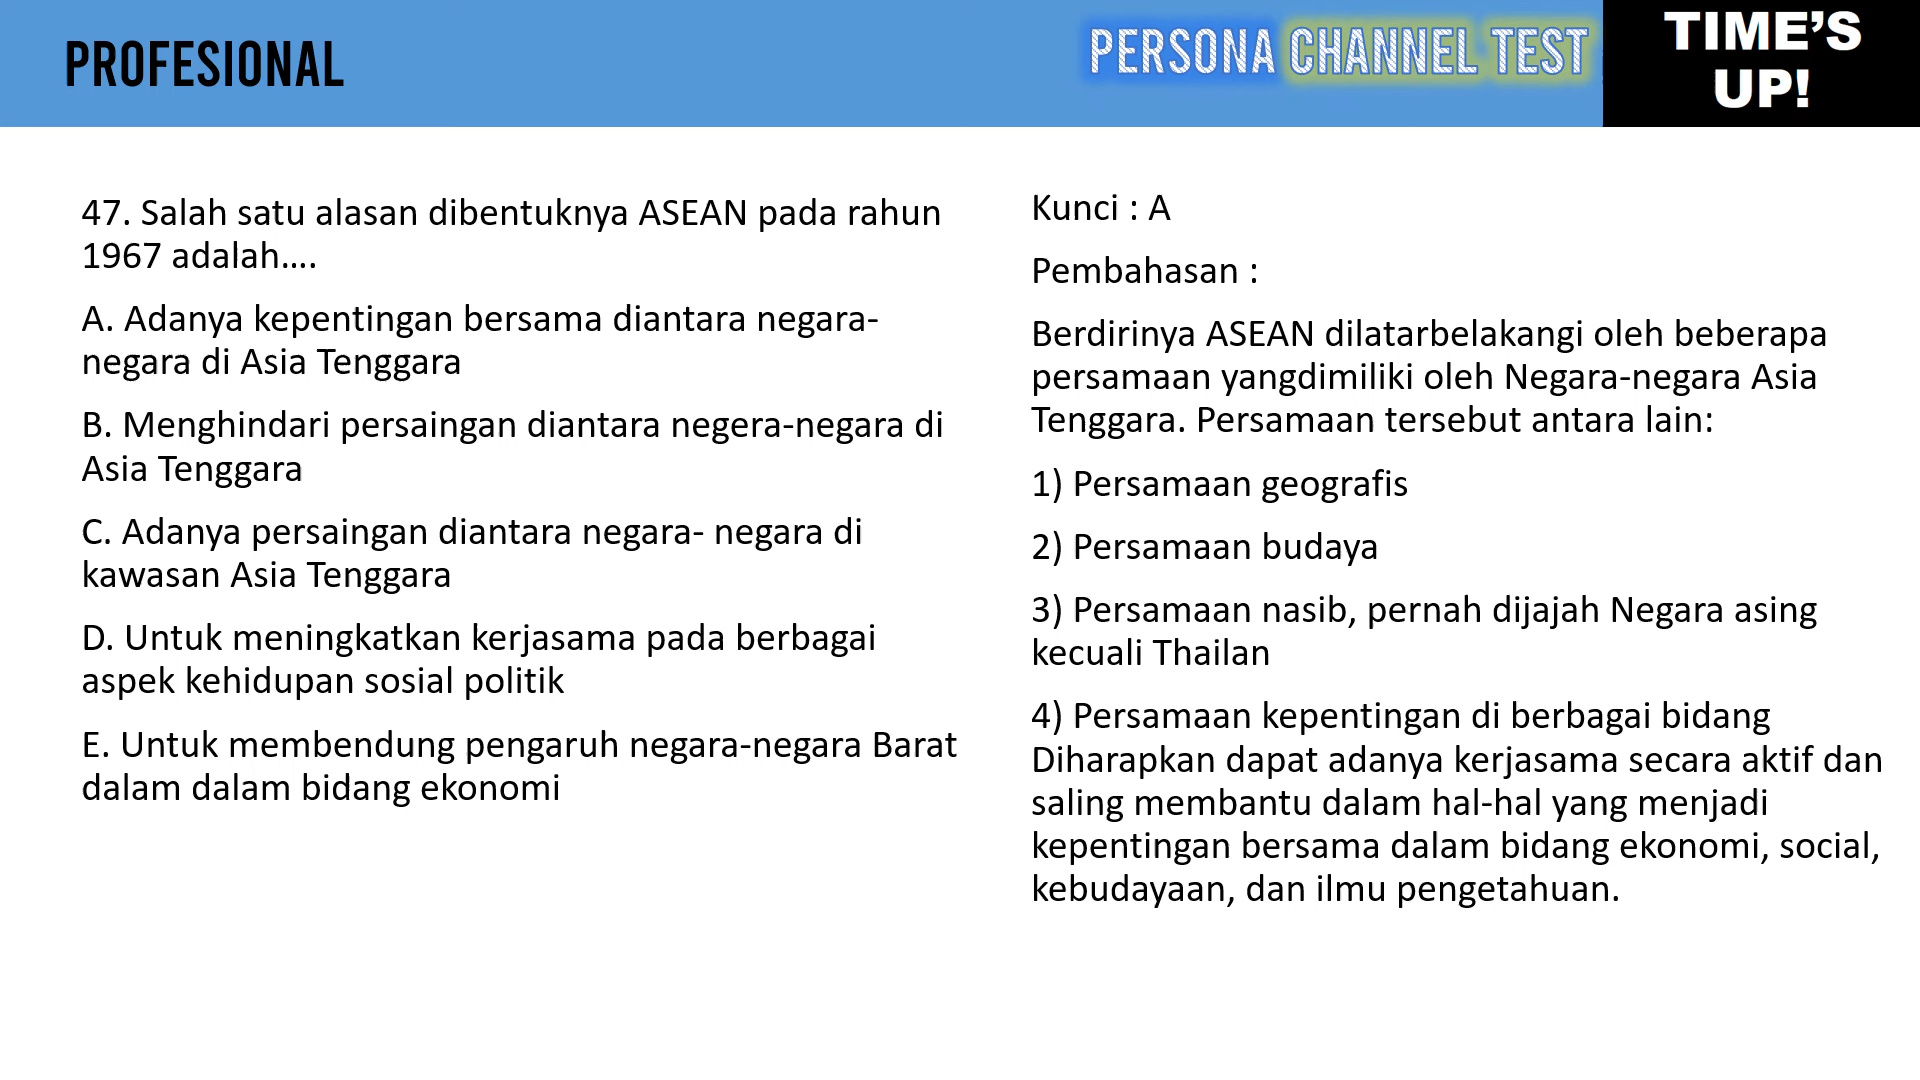 PROFESIONAL
PERSONA CHANNEL TEST
TIME'S
UP!
47. Salah satu alasan dibentuknya ASEAN pada rahun
1967 adalah....
A. Adanya kepentingan bersama diantara negara-
negara di Asia Tenggara
B. Menghindari persaingan diantara negera-negara di
Asia Tenggara
C. Adanya persaingan diantara negara- negara di
kawasan Asia Tenggara
D. Untuk meningkatkan kerjasama pada berbagai
aspek kehidupan sosial politik
E. Untuk membendung pengaruh negara-negara Barat
dalam dalam bidang ekonomi
Kunci : A
Pembahasan :
Berdirinya ASEAN dilatarbelakangi oleh beberapa
persamaan yangdimiliki oleh Negara-negara Asia
Tenggara. Persamaan tersebut antara lain:
1) Persamaan geografis
2) Persamaan budaya
3) Persamaan nasib, pernah dijajah Negara asing
kecuali Thailan
4) Persamaan kepentingan di berbagai bidang
Diharapkan dapat adanya kerjasama secara aktif dan
saling membantu dalam hal-hal yang menjadi
kepentingan bersama dalam bidang ekonomi, social,
kebudayaan, dan ilmu pengetahuan.